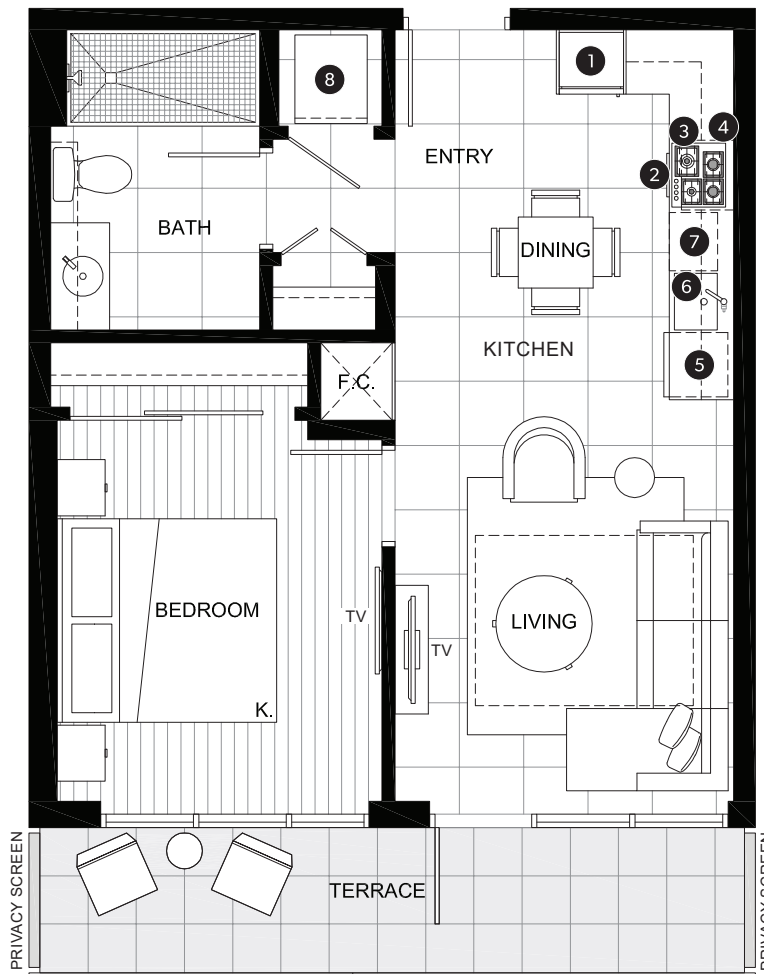 1
8
3
4
ENTRY
2
BATH
7
DINING
6
KITCHEN
5
F.C.
BEDROOM
TV
LIVING
TV
K.
PRIVACY SCREEN
TERRACE
PRIVACY SCREEN